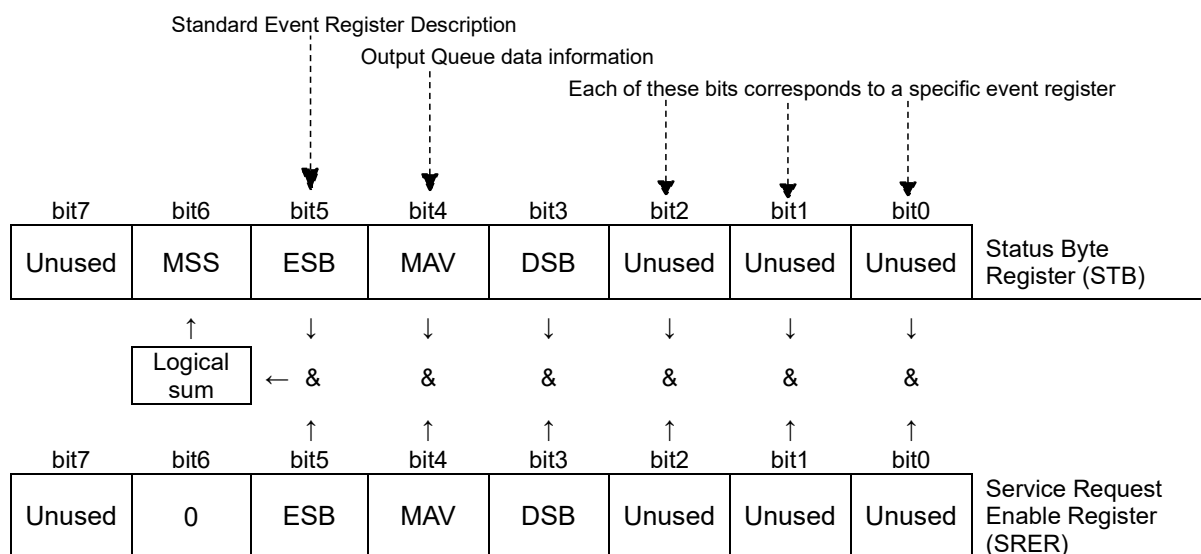 Standard Event Register Description
Output Queue data information
Each of these bits corresponds to a specific event register
bit7 bit6 bit5 bit4 bit3 bit2 bit1 bit0
Unused MSS ESB MAV DSB Unused Unused Unused
Status Byte
Register (STB)
↑ ↓ ↓ ↓ ↓ ↓ ↓
Logical
sum
← & & & & & &
↑ ↑ ↑ ↑ ↑ ↑
bit7 bit6 bit5 bit4 bit3 bit2 bit1 bit0
Unused 0 ESB MAV DSB Unused Unused Unused
Service Request
Enable Register
(SRER)